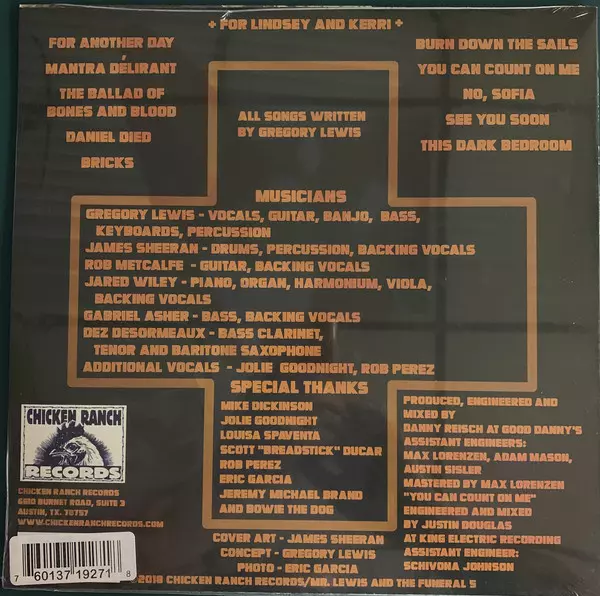 + FOR LINDSEY AND KERRI +
FOR ANOTHER DAY
MANTRA DÉLIRANT
THE BALLAD OF
BONES AND BLOOD
DANIEL DIED
BRICKS
BURN DOWN THE SAILS
YOU CAN COUNT ON ME
NO, SOFIA
SEE YOU SOON
THIS DARK BEDROOM
ALL SONGS WRITTEN
BY GREGORY LEWIS
MUSICIANS
GREGORY LEWIS - VOCALS, GUITAR, BANJO, BASS,
KEYBOARDS, PERCUSSION
JAMES SHEERAN - DRUMS, PERCUSSION, BACKING VOCALS
ROB METCALFE - GUITAR, BACKING VOCALS
JARED WILEY - PIANO, ORGAN, HARMONIUM, VIOLA,
BACKING VOCALS
GABRIEL ASHER - BASS, BACKING VOCALS
DEZ DESORMEAUX - BASS CLARINET,
TENOR AND BARITONE SAXOPHONE
ADDITIONAL VOCALS - JOLIE GOODNIGHT, ROB PEREZ
SPECIAL THANKS
MIKE DICKINSON
JOLIE GOODNIGHT
LOUISA SPAVENTA
SCOTT "BREADSTICK" DUCAR
ROB PEREZ
ERIC GARCIA
JEREMY MICHAEL BRAND
AND BOWIE THE DOG
PRODUCED, ENGINEERED AND
MIXED BY
DANNY REISCH AT GOOD DANNY'S
ASSISTANT ENGINEERS:
MAX LORENZEN, ADAM MASON,
AUSTIN SISLER
MASTERED BY MAX LORENZEN
"YOU CAN COUNT ON ME"
ENGINEERED AND MIXED
BY JUSTIN DOUGLAS
AT KING ELECTRIC RECORDING
ASSISTANT ENGINEER:
SCHIVONA JOHNSON
CHICKEN RANCH
RECORDS
CHICKEN RANCH RECORDS
6810 BURNET ROAD, SUITE 3
AUSTIN, TX. 78757
WWW.CHICKENRANCHRECORDS.COM
COVER ART - JAMES SHEERAN
CONCEPT - GREGORY LEWIS
PHOTO - ERIC GARCIA
2018 CHICKEN RANCH RECORDS/MR. LEWIS AND THE FUNERAL 5
7 60137 19271 8